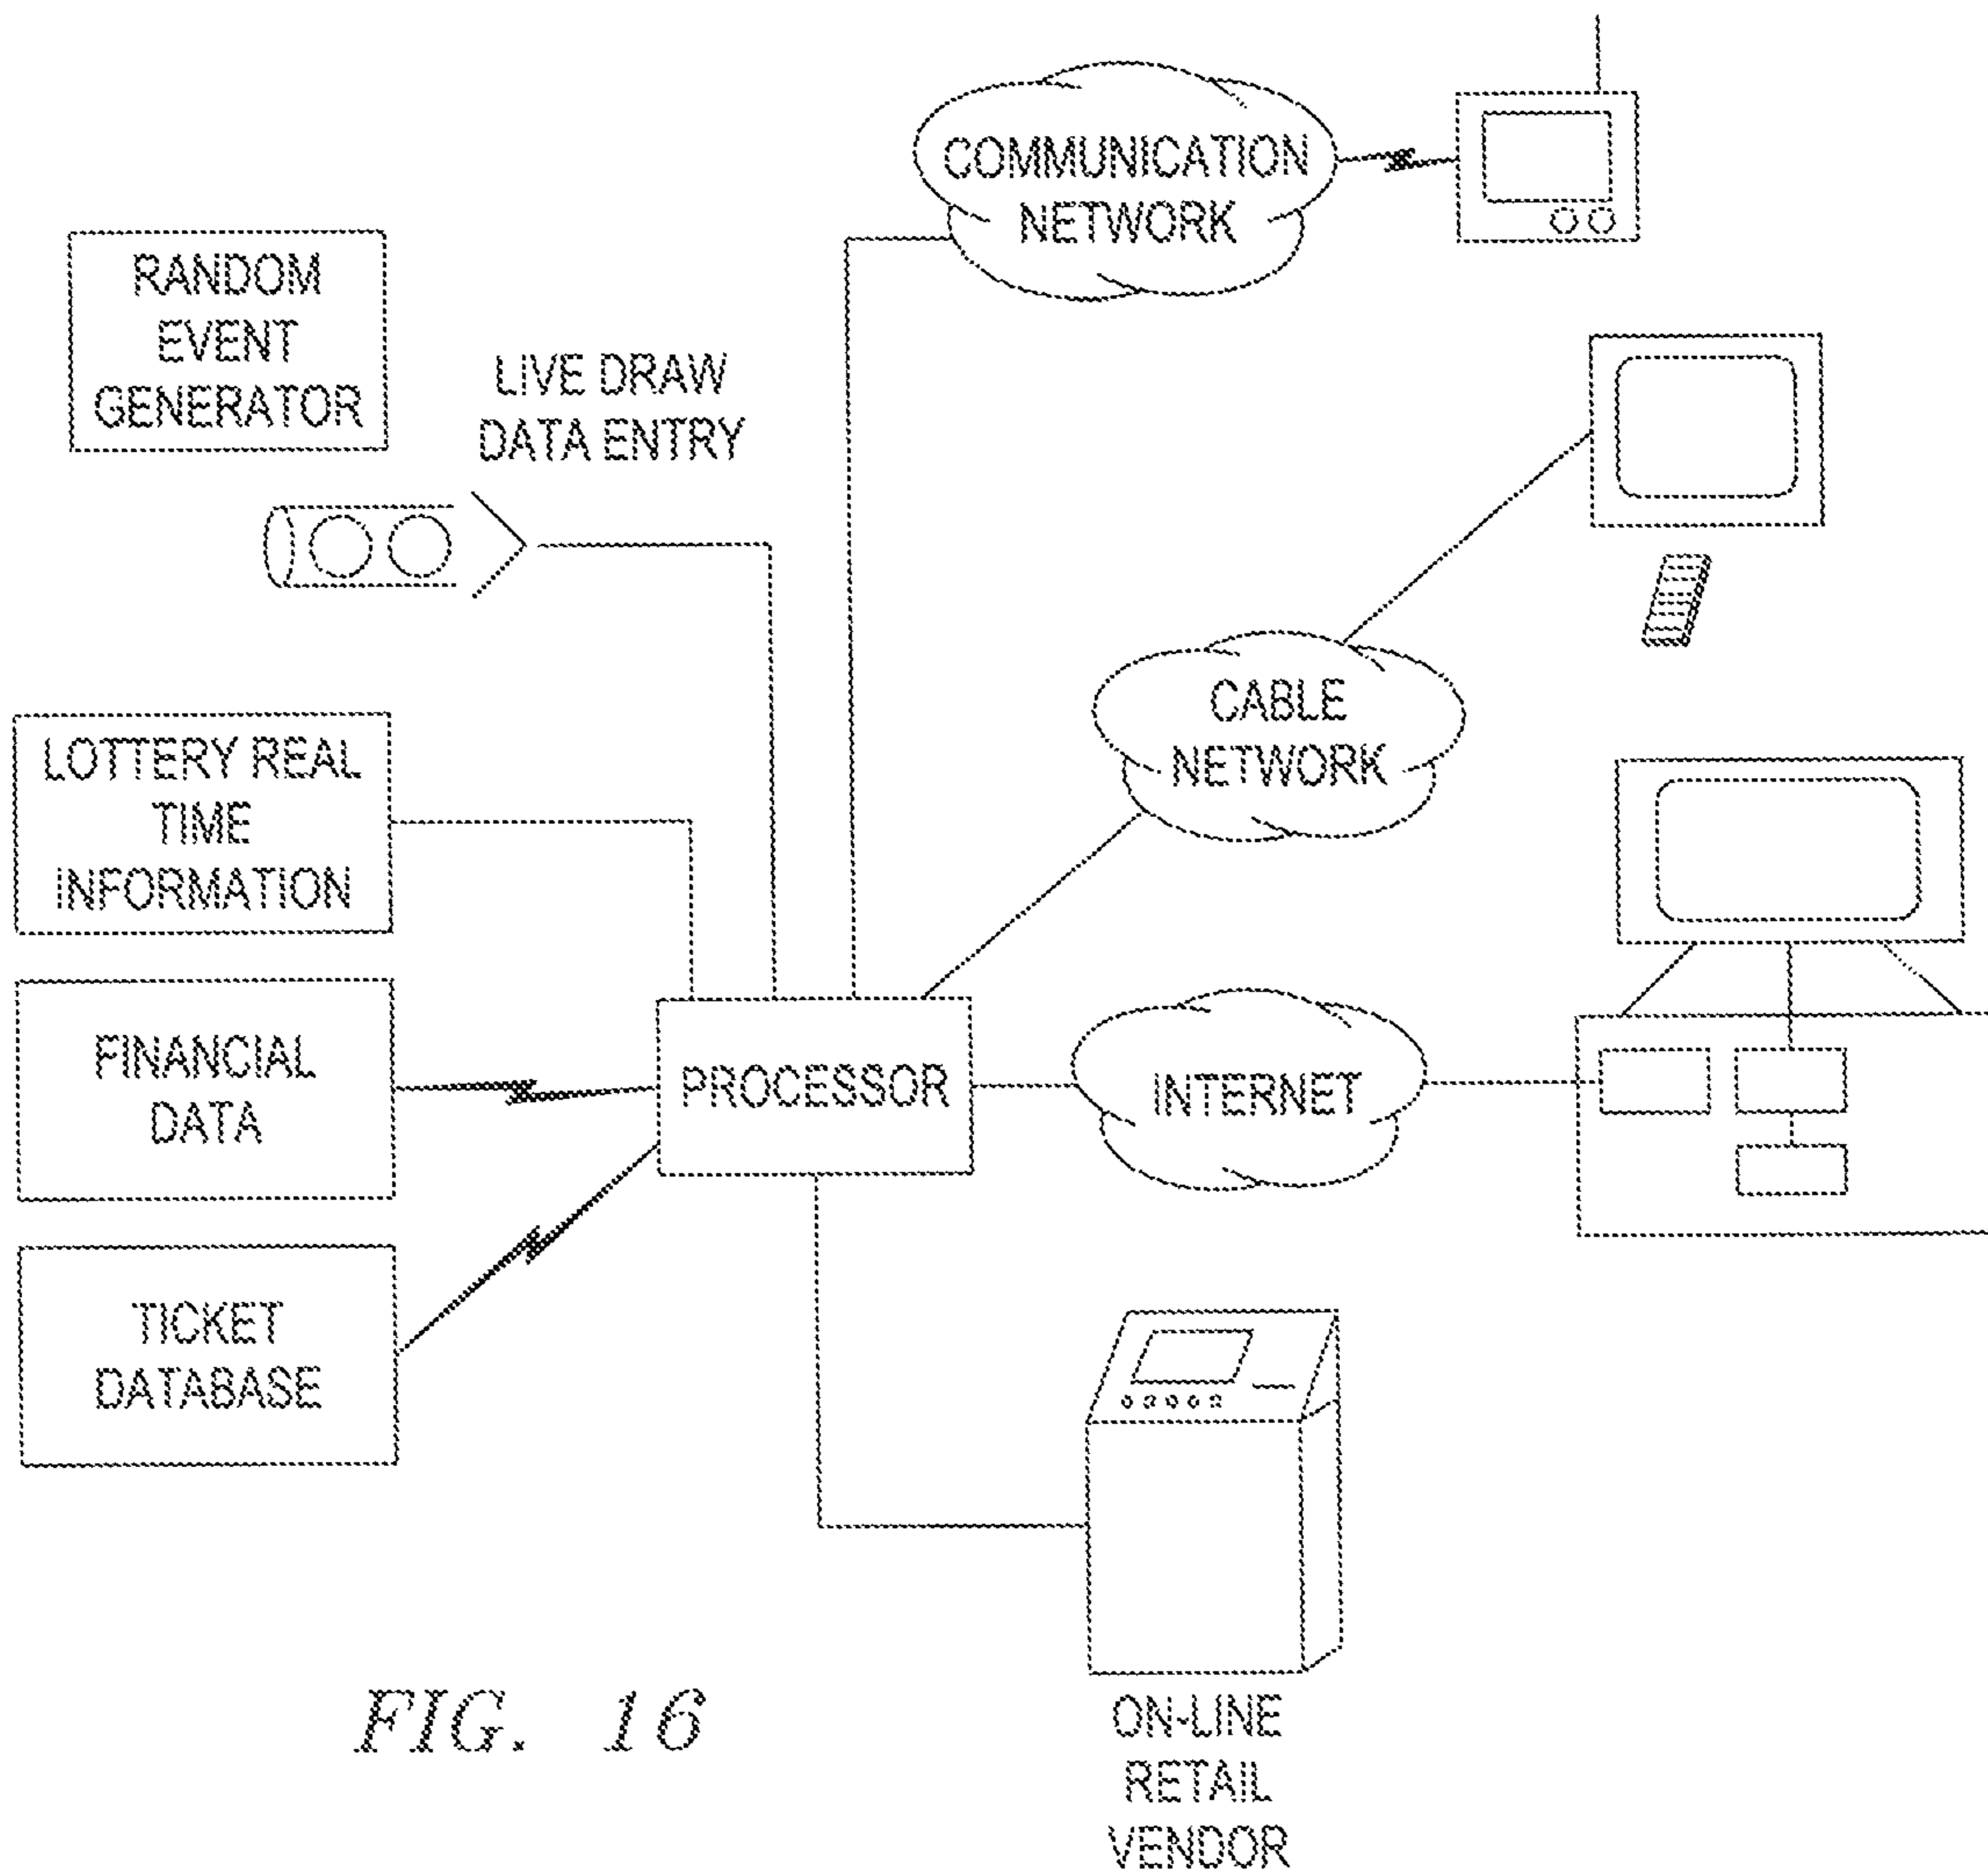 COMMUNICATION
NETWORK
RANDOM
EVENT
GENERATOR
LIVE DRAW
DATA ENTRY
CABLE
NETWORK
LOTTERY REAL
TIME
INFORMATION
FINANCIAL
DATA
PROCESSOR
INTERNET
TICKET
DATABASE
ON-LINE
RETAIL
VENDOR
FIG. 16